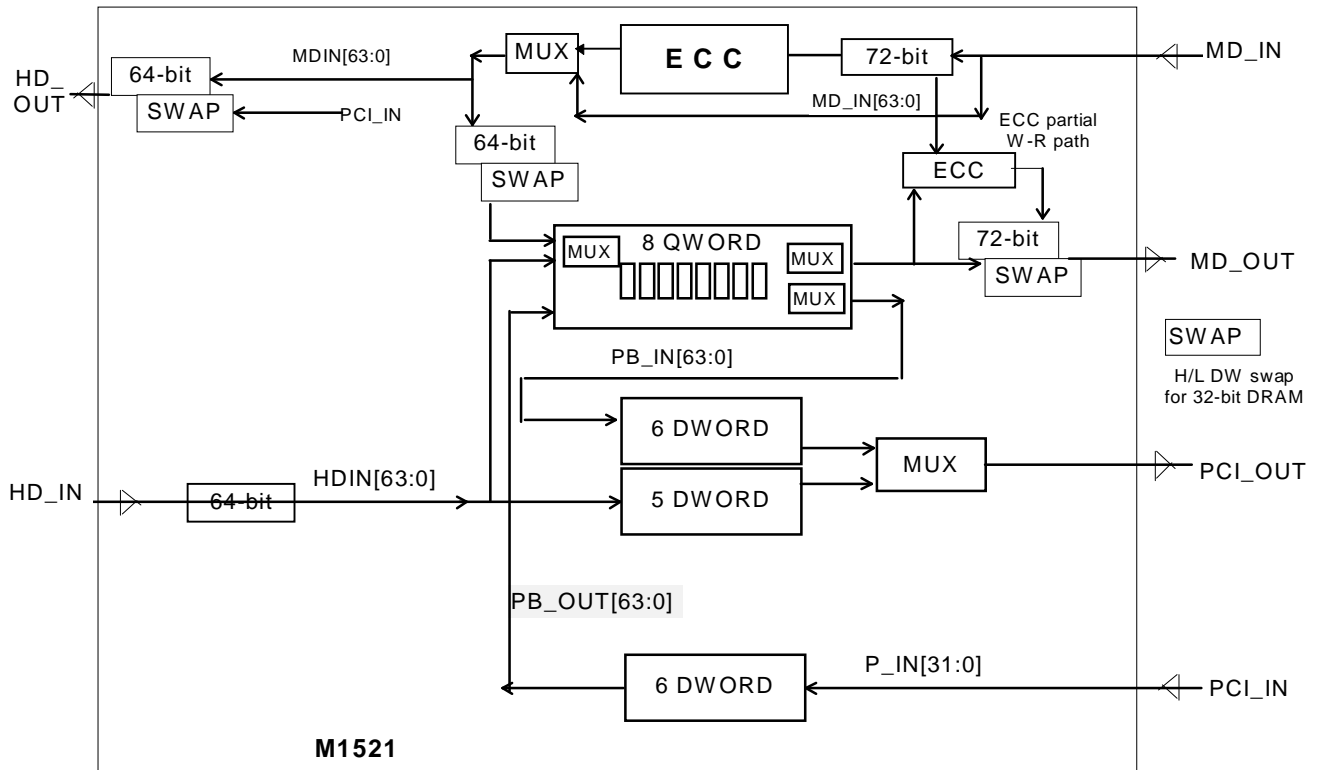 HD_
OUT
64-bit
SWAP
MDIN[63:0]
PCI_IN
MUX
ECC
72-bit
MD_IN
MD_IN[63:0]
64-bit
SWAP
ECC partial
W-R path
ECC
MUX
8 QWORD
MUX
MUX
72-bit
SWAP
MD_OUT
SWAP
H/L DW swap
for 32-bit DRAM
PB_IN[63:0]
6 DWORD
5 DWORD
MUX
PCI_OUT
HD_IN
64-bit
HDIN[63:0]
PB_OUT[63:0]
6 DWORD
P_IN[31:0]
PCI_IN
M1521